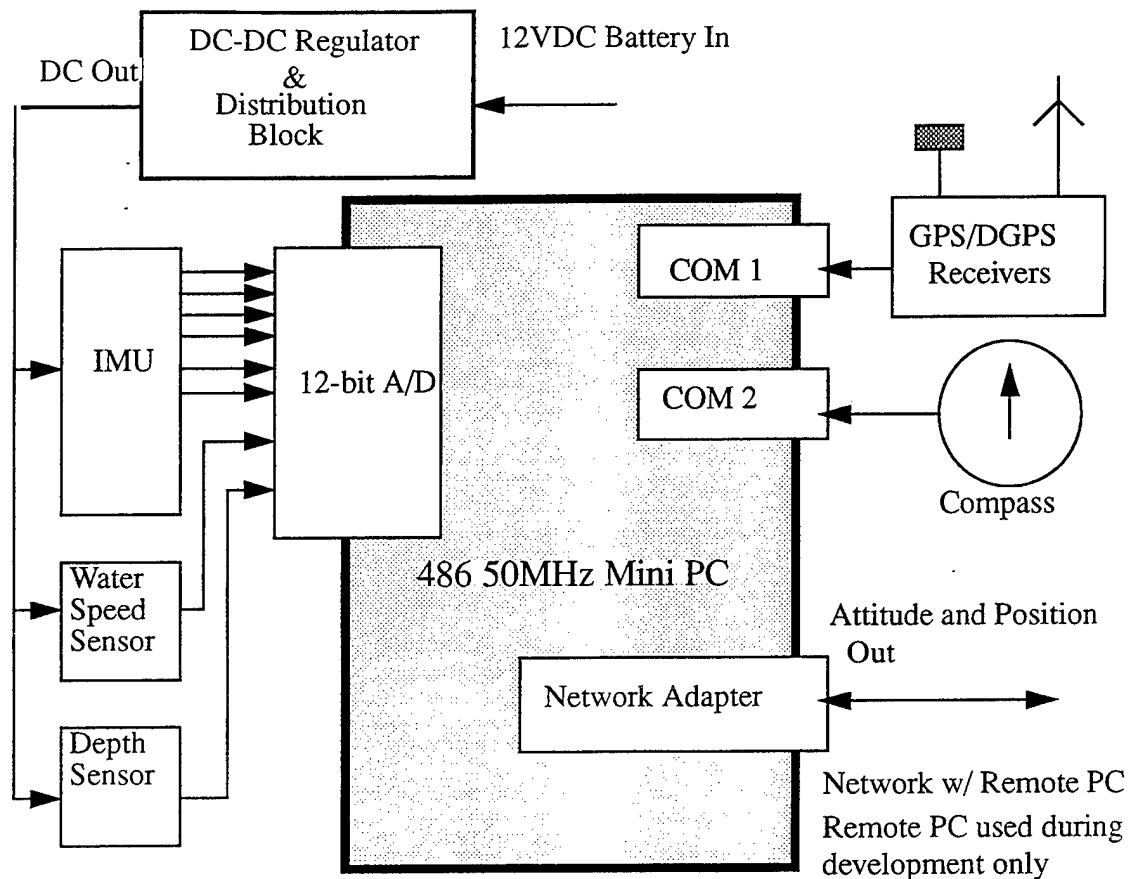 DC-DC Regulator
&
Distribution
Block
12VDC Battery In
DC Out
GPS/DGPS
Receivers
COM 1
IMU
12-bit A/D
COM 2
Compass
486 50MHz Mini PC
Water
Speed
Sensor
Attitude and Position
Out
Network Adapter
Depth
Sensor
Network w/ Remote PC
Remote PC used during
development only